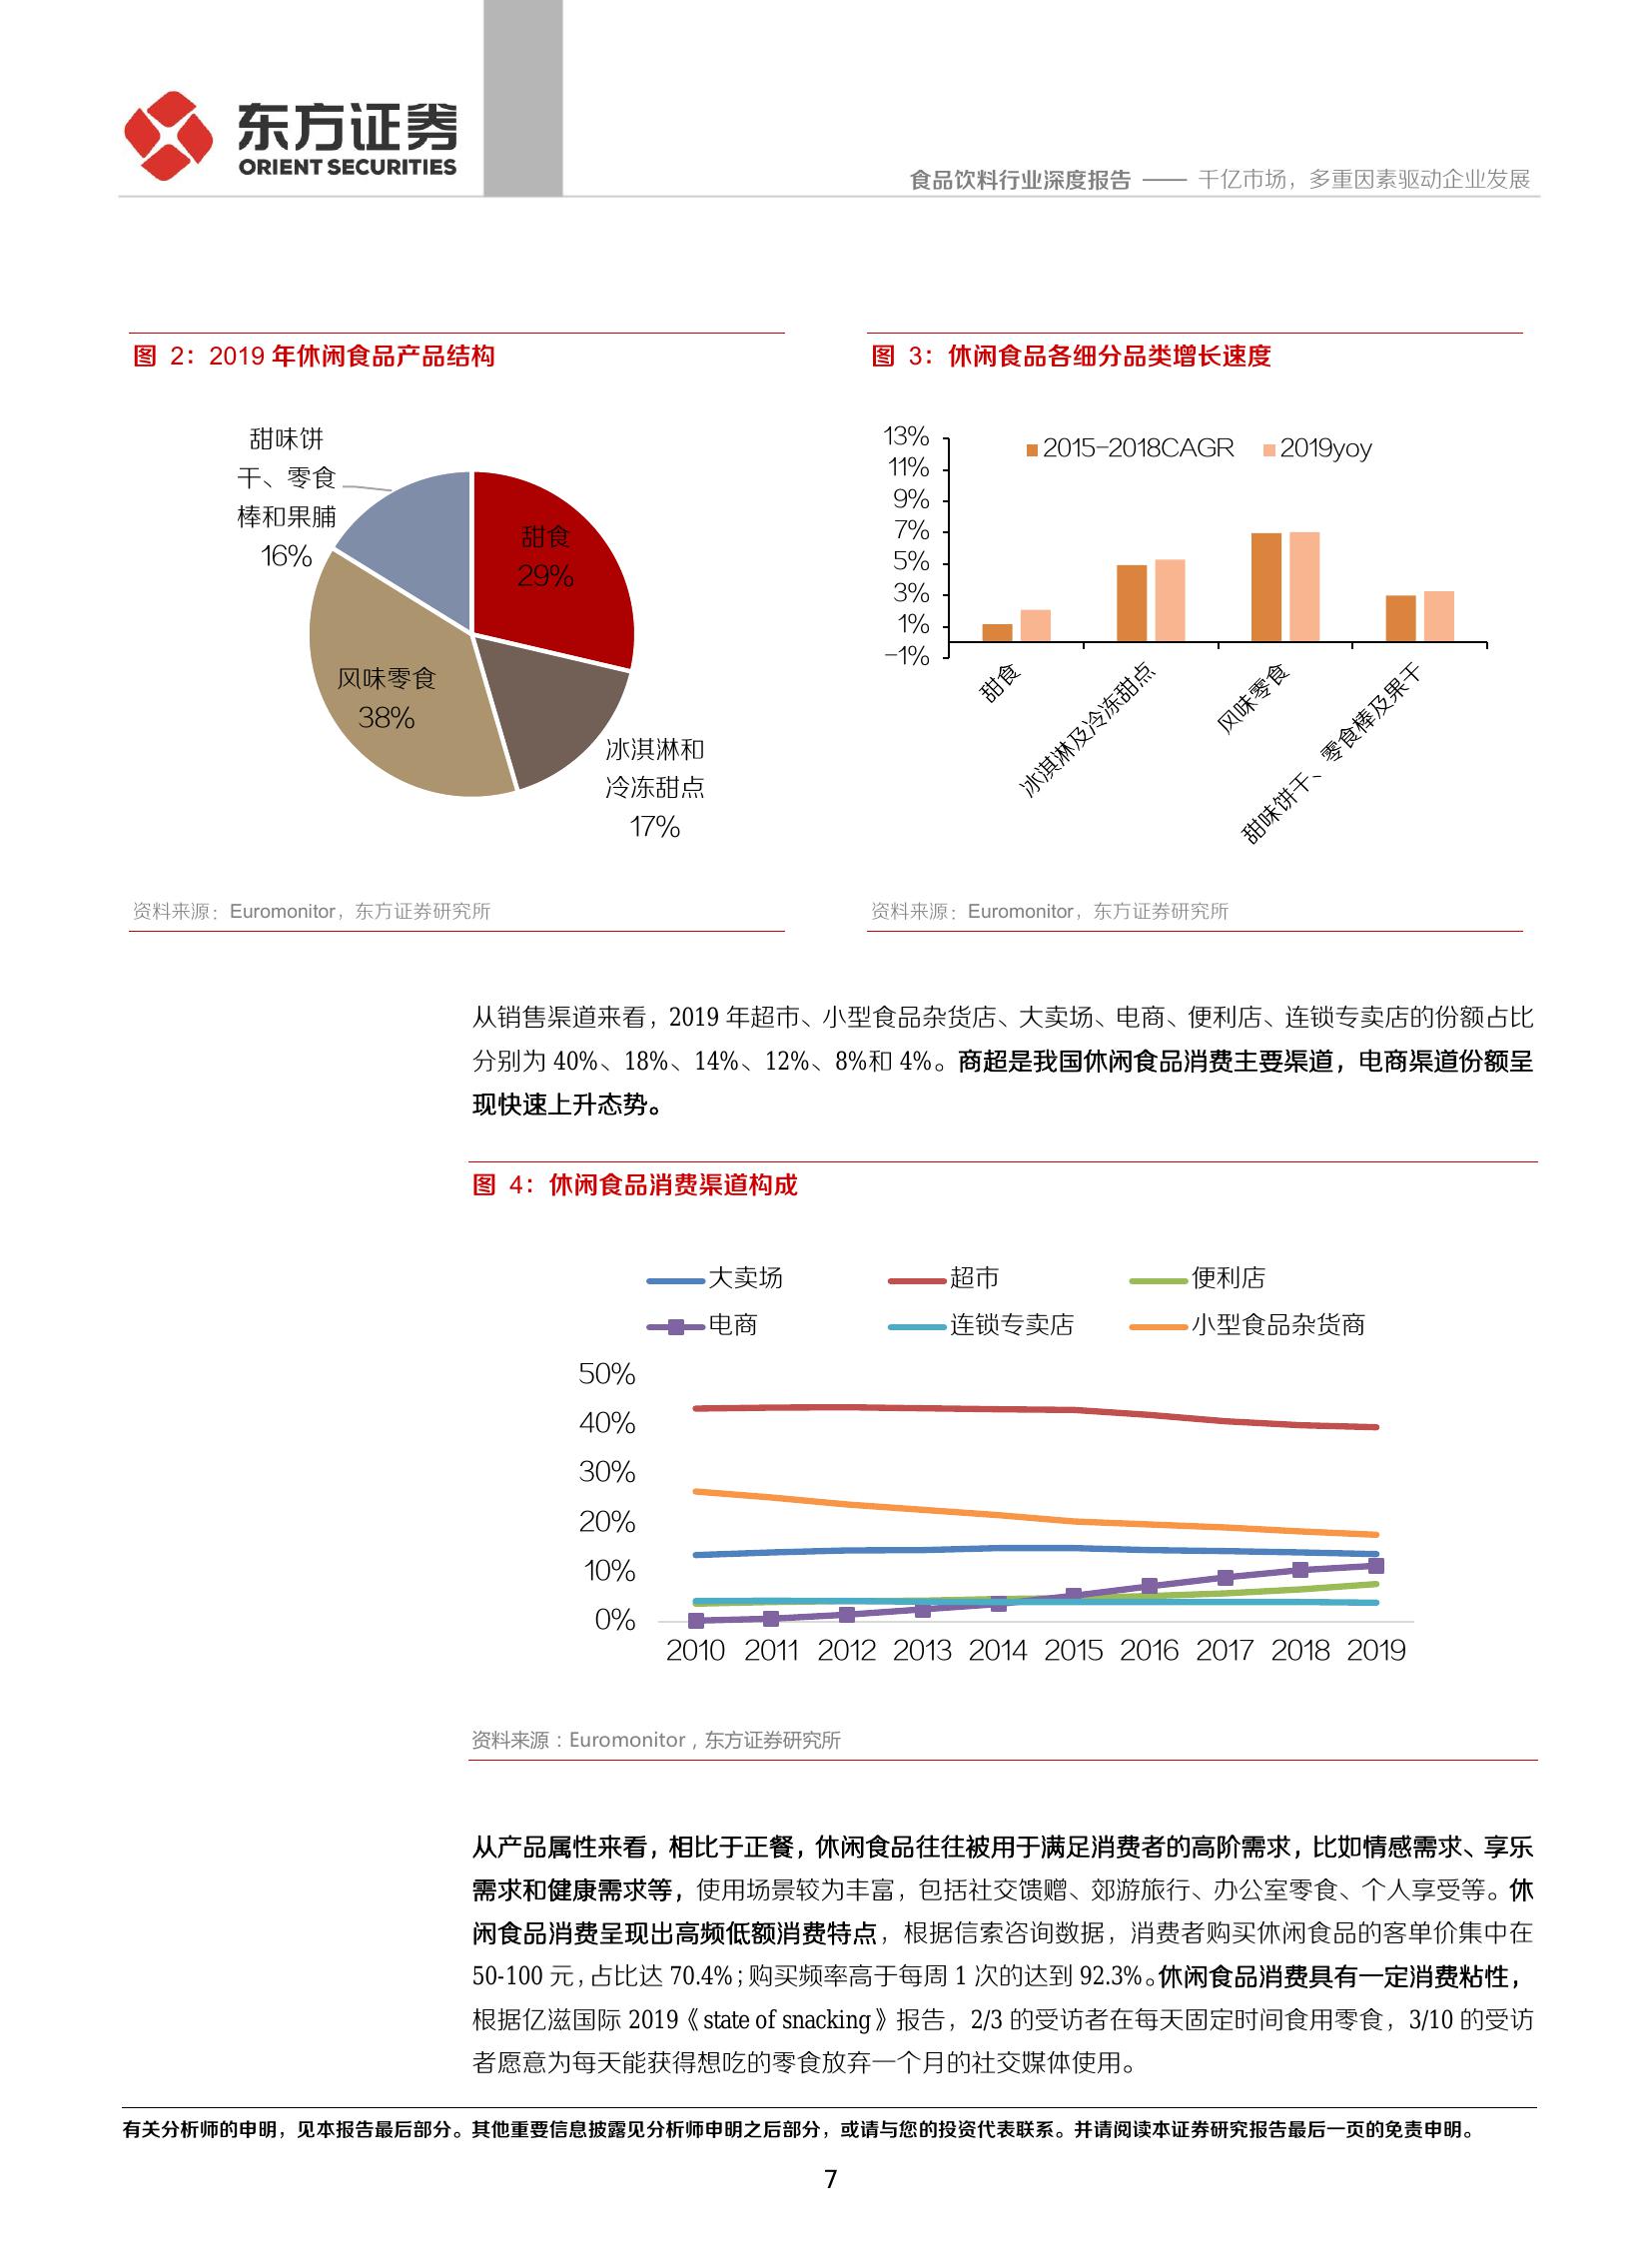 东方证券
ORIENT SECURITIES
食品饮料行业深度报告 —— 千亿市场，多重因素驱动企业发展
图 2：2019 年休闲食品产品结构
甜味饼
干、零食
棒和果脯
16%
甜食
29%
风味零食
38%
冰淇淋和
冷冻甜点
17%
资料来源：Euromonitor，东方证券研究所
图 3：休闲食品各细分品类增长速度
13%
11%
9%
7%
5%
3%
1%
-1%
2015-2018CAGR
2019yoy
甜食
冰淇淋及冷冻甜点
风味零食
甜味饼干、零食棒及果干
资料来源：Euromonitor，东方证券研究所
从销售渠道来看，2019 年超市、小型食品杂货店、大卖场、电商、便利店、连锁专卖店的份额占比
分别为 40%、18%、14%、12%、8%和 4%。商超是我国休闲食品消费主要渠道，电商渠道份额呈
现快速上升态势。
图 4：休闲食品消费渠道构成
大卖场 超市 便利店
电商 连锁专卖店 小型食品杂货商
50%
40%
30%
20%
10%
0%
2010 2011 2012 2013 2014 2015 2016 2017 2018 2019
资料来源：Euromonitor，东方证券研究所
从产品属性来看，相比于正餐，休闲食品往往被用于满足消费者的高阶需求，比如情感需求、享乐
需求和健康需求等，使用场景较为丰富，包括社交馈赠、郊游旅行、办公室零食、个人享受等。休
闲食品消费呈现出高频低额消费特点，根据信索咨询数据，消费者购买休闲食品的客单价集中在
50-100 元，占比达 70.4%；购买频率高于每周 1 次的达到 92.3%。休闲食品消费具有一定消费粘性，
根据亿滋国际 2019《state of snacking》报告，2/3 的受访者在每天固定时间食用零食，3/10 的受访
者愿意为每天能获得想吃的零食放弃一个月的社交媒体使用。
有关分析师的申明，见本报告最后部分。其他重要信息披露见分析师申明之后部分，或请与您的投资代表联系。并请阅读本证券研究报告最后一页的免责申明。
7